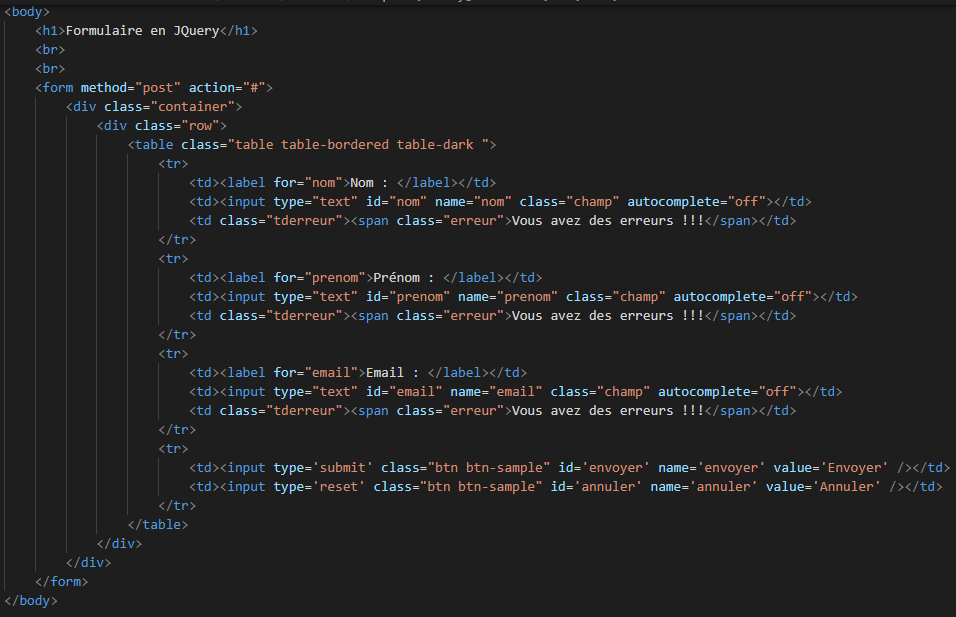 <body>
<h1>Formulaire en JQuery</h1>
<br>
<br>
<form method="post" action="#">
<div class="container">
<div class="row">
<table class="table table-bordered table-dark ">
<tr>
<td><label for="nom">Nom : </label></td>
<td><input type="text" id="nom" name="nom" class="champ" autocomplete="off"></td>
<td class="tderreur"><span class="erreur">Vous avez des erreurs !!!</span></td>
</tr>
<tr>
<td><label for="prenom">Prénom : </label></td>
<td><input type="text" id="prenom" name="prenom" class="champ" autocomplete="off"></td>
<td class="tderreur"><span class="erreur">Vous avez des erreurs !!!</span></td>
</tr>
<tr>
<td><label for="email">Email : </label></td>
<td><input type="text" id="email" name="email" class="champ" autocomplete="off"></td>
<td class="tderreur"><span class="erreur">Vous avez des erreurs !!!</span></td>
</tr>
<tr>
<td><input type='submit' class="btn btn-sample" id='envoyer' name='envoyer' value='Envoyer' /></td>
<td><input type='reset' class="btn btn-sample" id='annuler' name='annuler' value='Annuler' /></td>
</tr>
</table>
</div>
</div>
</form>
</body>